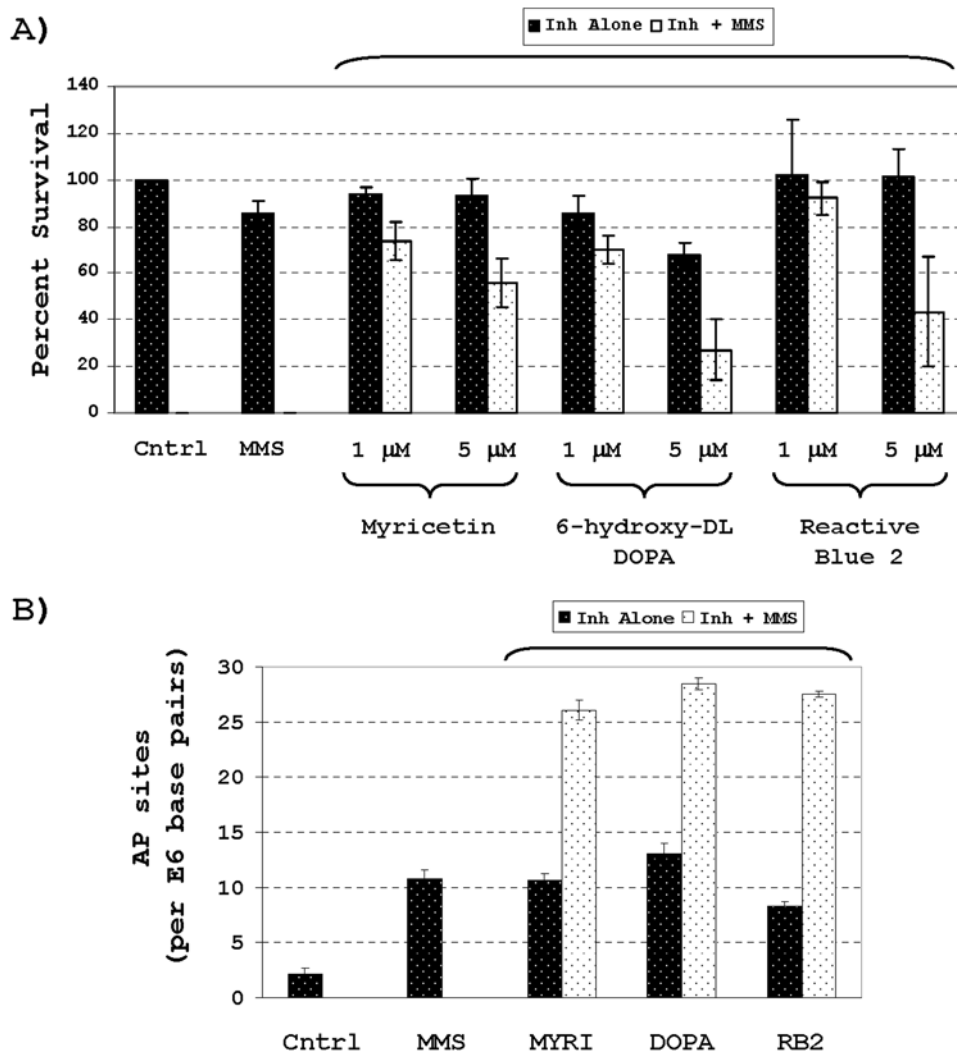 A)
Inh Alone Inh + MMS
Percent Survival
140
120
100
80
60
40
20
0
Cntrl MMS 1 µM 5 µM 1 µM 5 µM 1 µM 5 µM
Myricetin 6-hydroxy-DL Reactive
DOPA Blue 2
B)
Inh Alone Inh + MMS
AP sites
(per E6 base pairs)
30
25
20
15
10
5
0
Cntrl MMS MYRI DOPA RB2